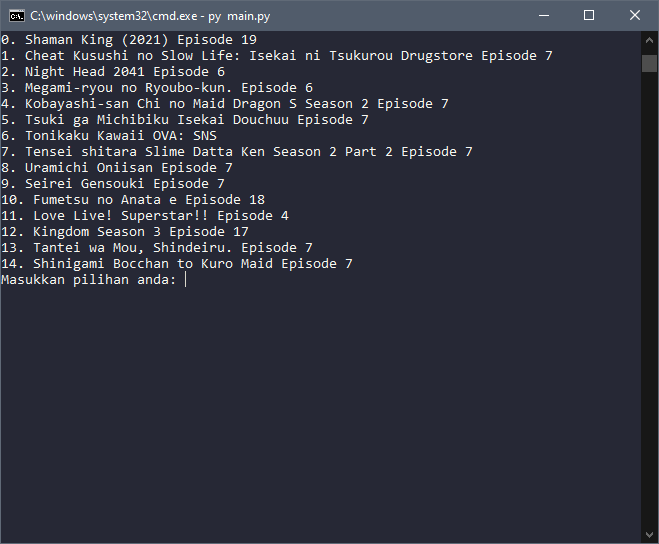 C:\windows\system32\cmd.exe - py  main.py
0. Shaman King (2021) Episode 19
1. Cheat Kusushi no Slow Life: Isekai ni Tsukurou Drugstore Episode 7
2. Night Head 2041 Episode 6
3. Megami-ryou no Ryoubo-kun. Episode 6
4. Kobayashi-san Chi no Maid Dragon S Season 2 Episode 7
5. Tsuki ga Michibiku Isekai Douchuu Episode 7
6. Tonikaku Kawaii OVA: SNS
7. Tensei shitara Slime Datta Ken Season 2 Part 2 Episode 7
8. Uramichi Oniisan Episode 7
9. Seirei Gensouki Episode 7
10. Fumetsu no Anata e Episode 18
11. Love Live! Superstar!! Episode 4
12. Kingdom Season 3 Episode 17
13. Tantei wa Mou, Shindeiru. Episode 7
14. Shinigami Bocchan to Kuro Maid Episode 7
Masukkan pilihan anda: